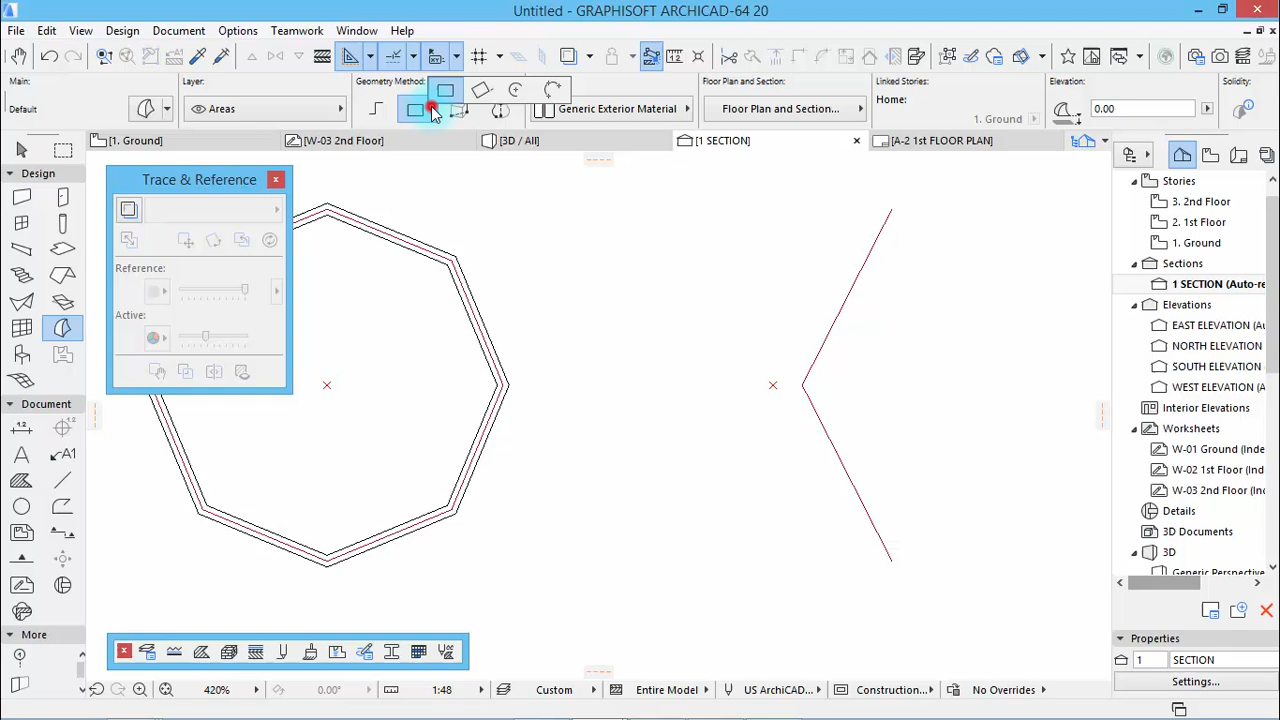 Untitled - GRAPHISOFT ARCHICAD-64 20
File Edit View Design Document Options Teamwork Window Help
Main:
Layer:
Geometry Method:
Floor Plan and Section:
Linked Stories:
Elevation:
Solidity:
Default
Areas
Generic Exterior Material
Floor Plan and Section...
Home:
1. Ground
0.00
[1. Ground]
[W-03 2nd Floor]
[3D / All]
[1 SECTION]
[A-2 1st FLOOR PLAN]
Design
Document
More
Trace & Reference
Reference:
Active:
Stories
3. 2nd Floor
2. 1st Floor
1. Ground
Sections
1 SECTION (Auto-re
Elevations
EAST ELEVATION (A
NORTH ELEVATION
SOUTH ELEVATION
WEST ELEVATION (A
Interior Elevations
Worksheets
W-01 Ground (Inde
W-02 1st Floor (Ind
W-03 2nd Floor (Ind
Details
3D Documents
3D
Generic Perspective
Properties
1
SECTION
Settings...
420%
0.00°
1:48
Custom
Entire Model
US ArchiCAD...
Construction...
No Overrides